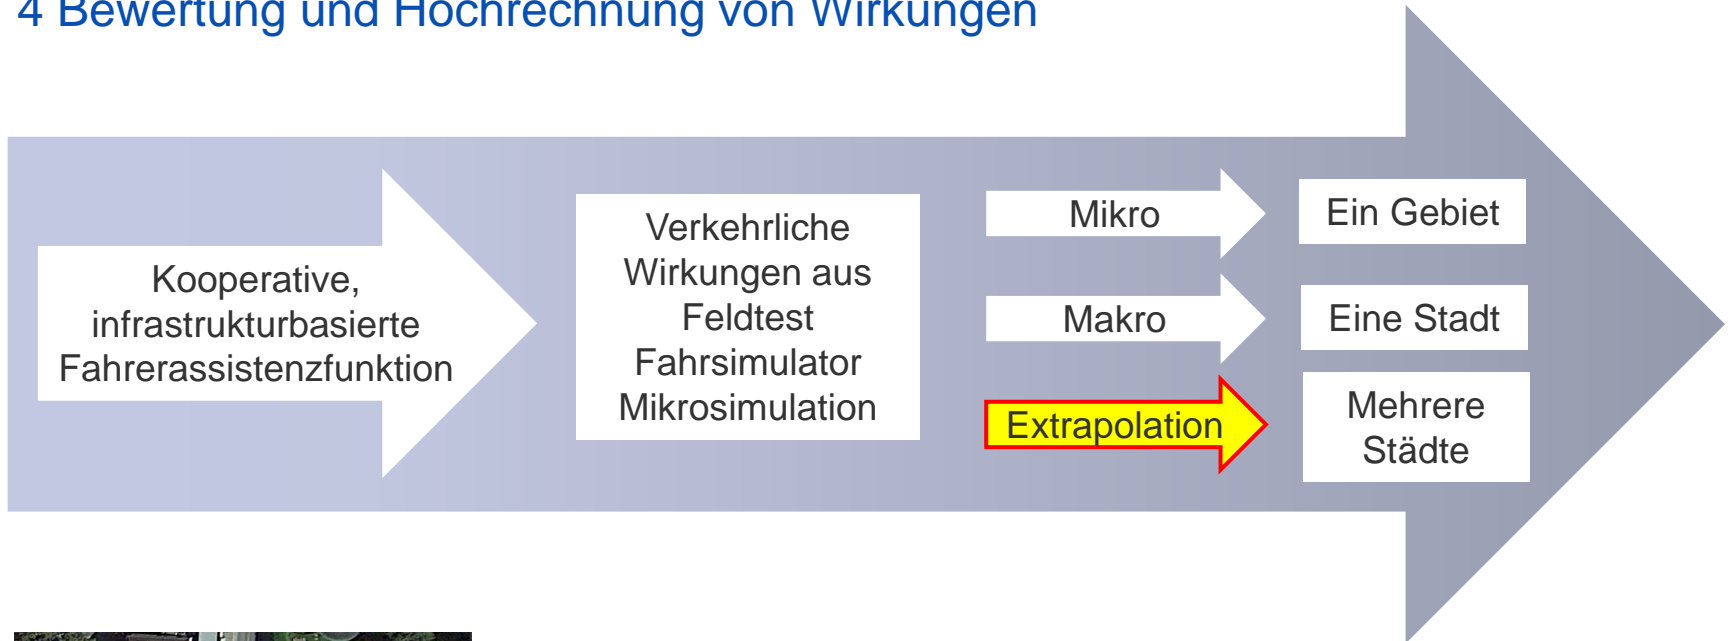 4 Bewertung und Hochrechnung von Wirkungen
Kooperative,
infrastrukturbasierte
Fahrerassistenzfunktion
Verkehrliche
Wirkungen aus
Feldtest
Fahrsimulator
Mikrosimulation
Mikro
Ein Gebiet
Makro
Eine Stadt
Extrapolation
Mehrere
Städte